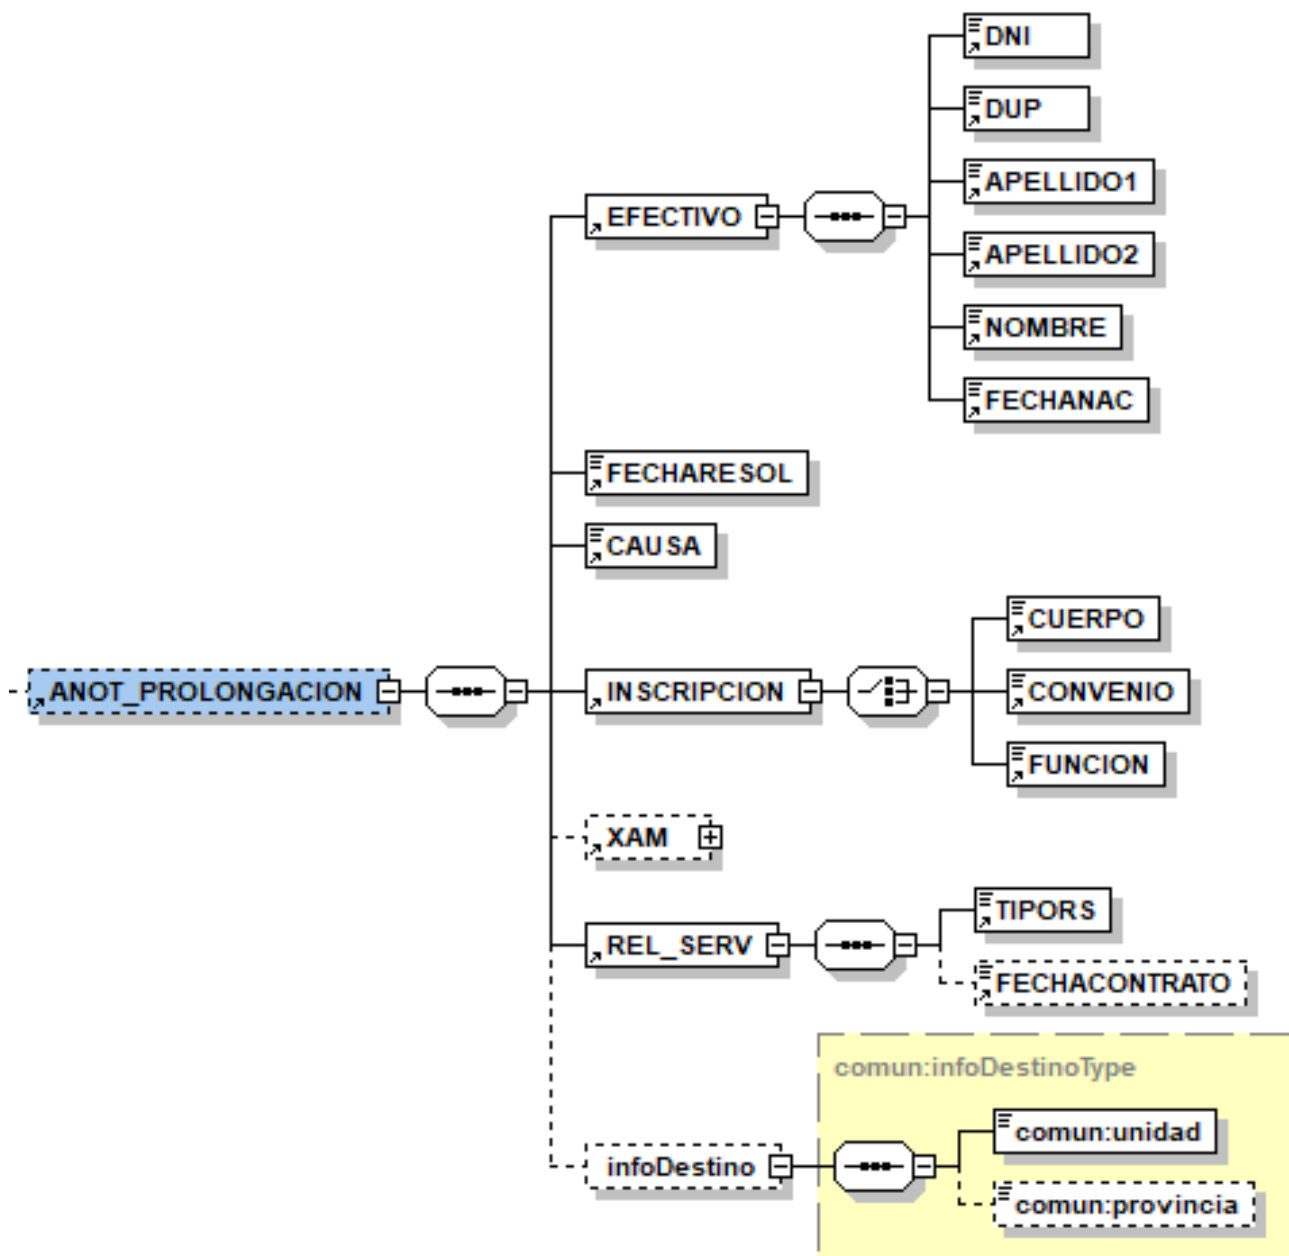 DNI
DUP
APELLIDO1
EFECTIVO
APELLIDO2
NOMBRE
FECHANAC
FECHARESOL
CAUSA
CUERPO
ANOT_PROLONGACION
INSCRIPCION
CONVENIO
FUNCION
XAM
TIPORS
REL_SERV
FECHACONTRATO
comun:infoDestinoType
comun:unidad
infoDestino
comun:provincia